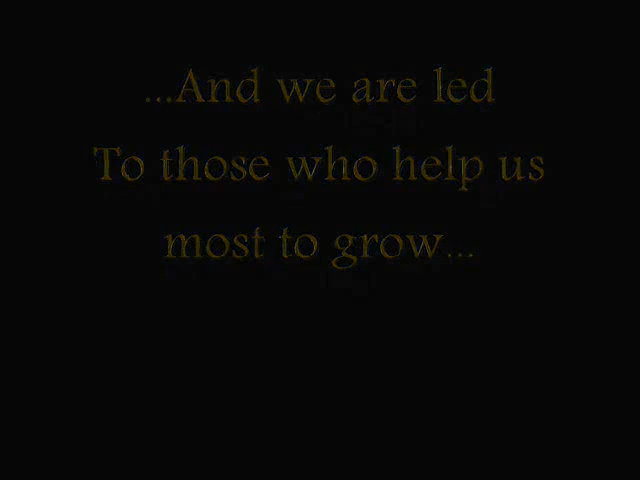 ...And we are led
To those who help us
most to grow...